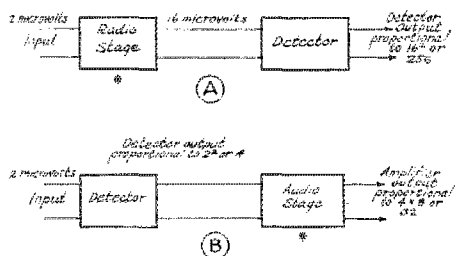 2 microvolts
Input
Radio
Stage
*
16 microvolts
Detector
Detector
Output
proportional
to 16² or
256
A
2 microvolts
Input
Detector
Detector output
proportional to 2² or 4
Audio
Stage
*
Amplifier
output
proportional
to 4 × 8 or
32
B